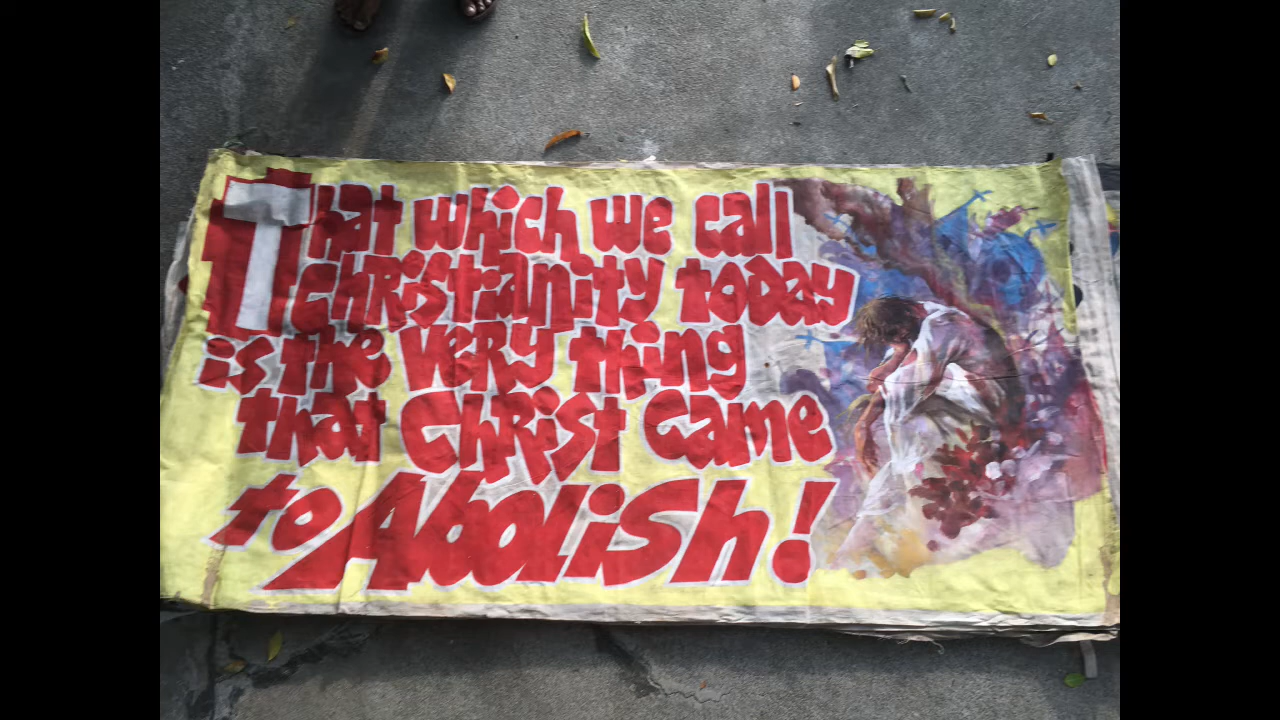 That which we call
christianity today
is the very thing
that Christ came
to Abolish!